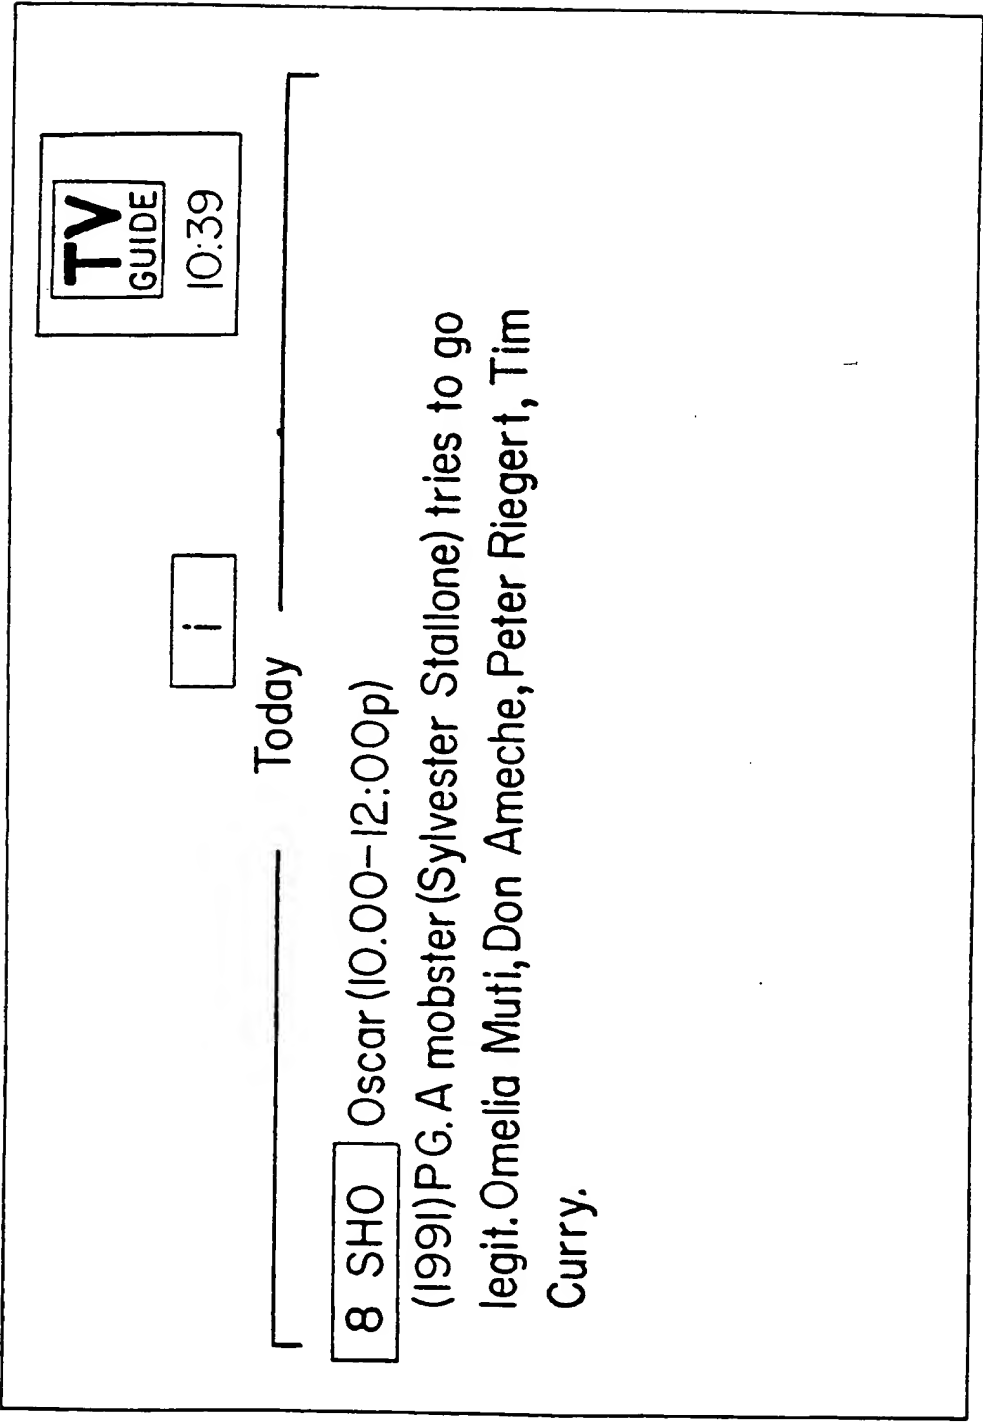 TV
GUIDE
10:39
i
Today
8 SHO Oscar (10.00-12:00p)
(1991)PG. A mobster (Sylvester Stallone) tries to go
legit. Omelia Muti, Don Ameche, Peter Riegert, Tim
Curry.